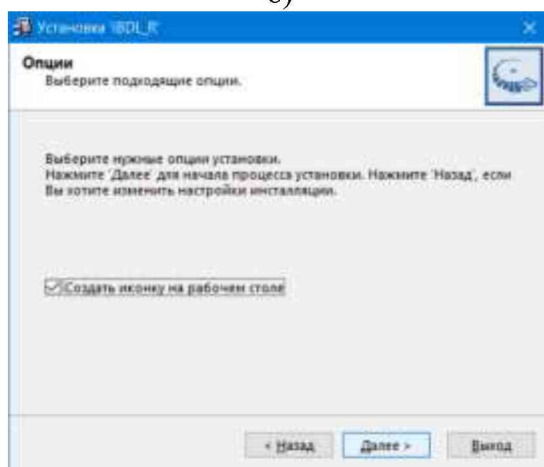 Установка \BDL_R'
Опции
Выберите подходящие опции.
Выберите нужные опции установки.
Нажмите 'Далее' для начала процесса установки. Нажмите 'Назад', если
Вы хотите изменить настройки инсталляции.
Создать иконку на рабочем столе
< Назад
Далее >
Выход